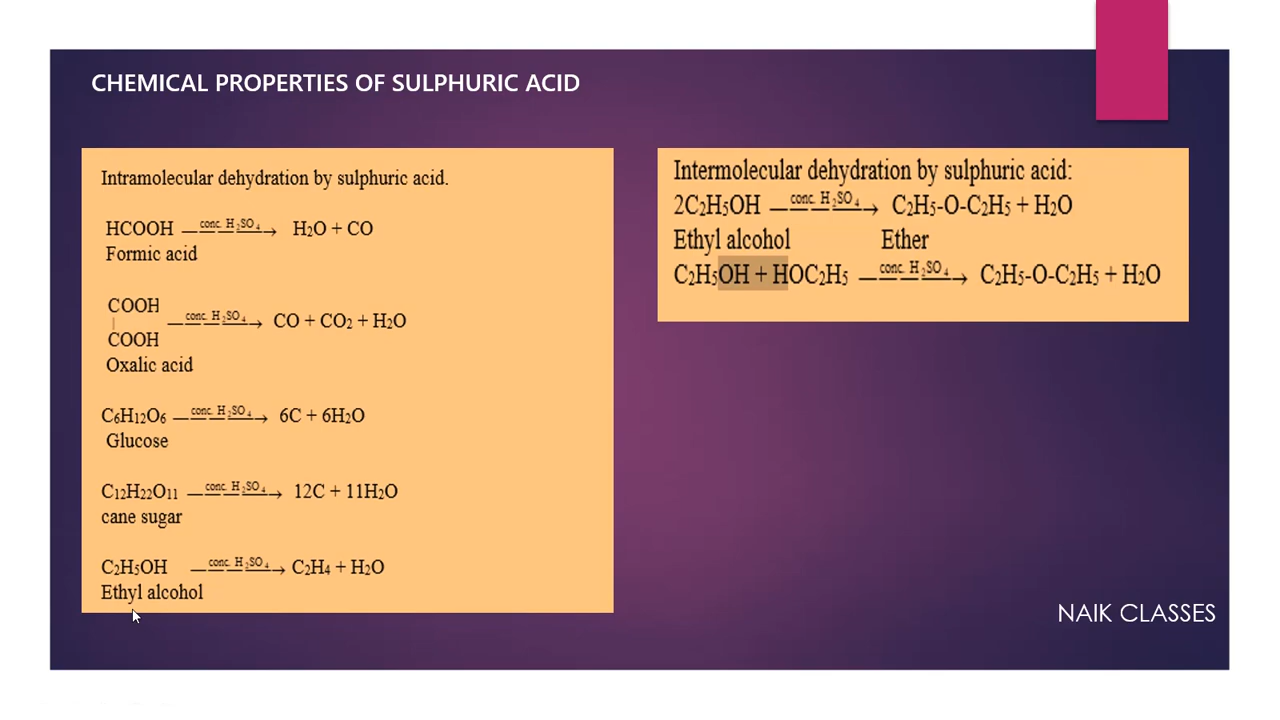 CHEMICAL PROPERTIES OF SULPHURIC ACID
Intramolecular dehydration by sulphuric acid.
HCOOH —conc. H₂SO₄→ H₂O + CO
Formic acid
COOH
|
COOH
—conc. H₂SO₄→ CO + CO₂ + H₂O
Oxalic acid
C₆H₁₂O₆ —conc. H₂SO₄→ 6C + 6H₂O
Glucose
C₁₂H₂₂O₁₁ —conc. H₂SO₄→ 12C + 11H₂O
cane sugar
C₂H₅OH —conc. H₂SO₄→ C₂H₄ + H₂O
Ethyl alcohol
Intermolecular dehydration by sulphuric acid:
2C₂H₅OH —conc. H₂SO₄→ C₂H₅-O-C₂H₅ + H₂O
Ethyl alcohol Ether
C₂H₅OH + HOC₂H₅ —conc. H₂SO₄→ C₂H₅-O-C₂H₅ + H₂O
NAIK CLASSES